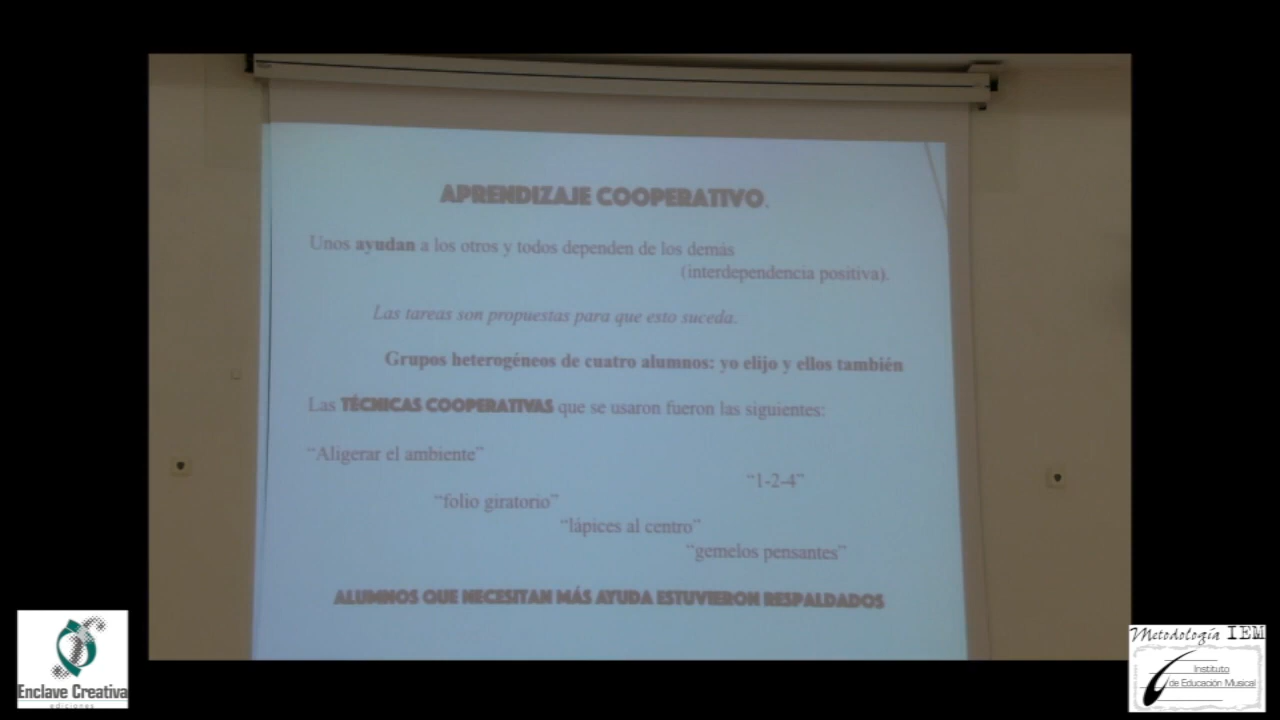 APRENDIZAJE COOPERATIVO.
Unos ayudan a los otros y todos dependen de los demás
(interdependencia positiva).
Las tareas son propuestas para que esto suceda.
Grupos heterogéneos de cuatro alumnos: yo elijo y ellos también
Las TÉCNICAS COOPERATIVAS que se usaron fueron las siguientes:
“Aligerar el ambiente”
“1-2-4”
“folio giratorio”
“lápices al centro”
“gemelos pensantes”
ALUMNOS QUE NECESITAN MÁS AYUDA ESTUVIERON RESPALDADOS
Enclave Creativa
ediciones
Metodología IEM
Instituto
de Educación Musical